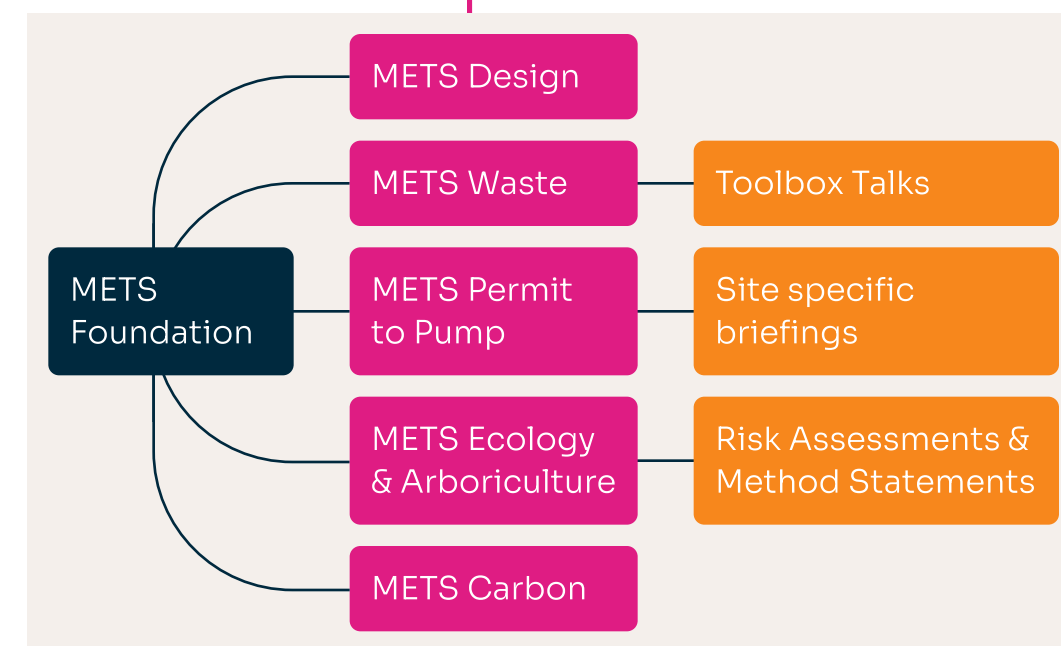 METS Design
METS Waste
Toolbox Talks
METS
Foundation
METS Permit
to Pump
Site specific
briefings
METS Ecology
& Arboriculture
Risk Assessments &
Method Statements
METS Carbon